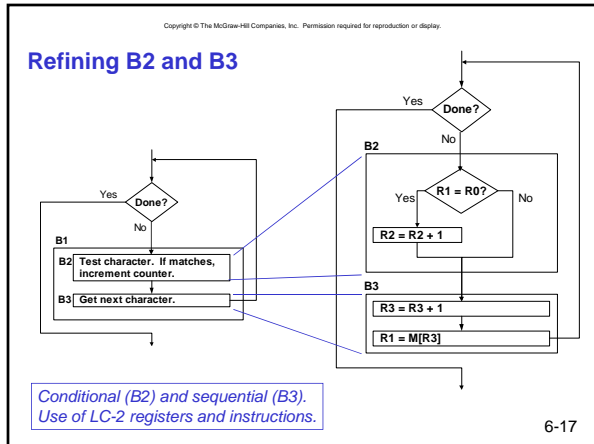 Copyright © The McGraw-Hill Companies, Inc. Permission required for reproduction or display.
Refining B2 and B3
Yes
Done?
No
B1
B2
Test character. If matches,
increment counter.
B3
Get next character.
Yes
Done?
No
B2
R1 = R0?
Yes
No
R2 = R2 + 1
B3
R3 = R3 + 1
R1 = M[R3]
Conditional (B2) and sequential (B3).
Use of LC-2 registers and instructions.
6-17